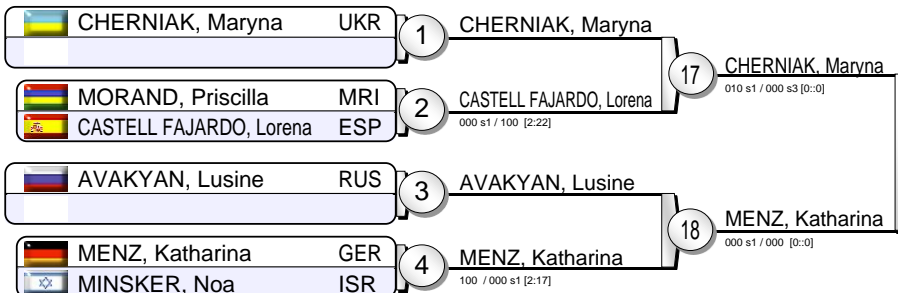 CHERNIAK, Maryna UKR
1
CHERNIAK, Maryna
17
CHERNIAK, Maryna
010 s1 / 000 s3 [0::0]
MORAND, Priscilla MRI
CASTELL FAJARDO, Lorena ESP
2
CASTELL FAJARDO, Lorena
000 s1 / 100 [2:22]
AVAKYAN, Lusine RUS
3
AVAKYAN, Lusine
18
MENZ, Katharina
000 s1 / 000 [0::0]
MENZ, Katharina GER
MINSKER, Noa ISR
4
MENZ, Katharina
100 / 000 s1 [2:17]